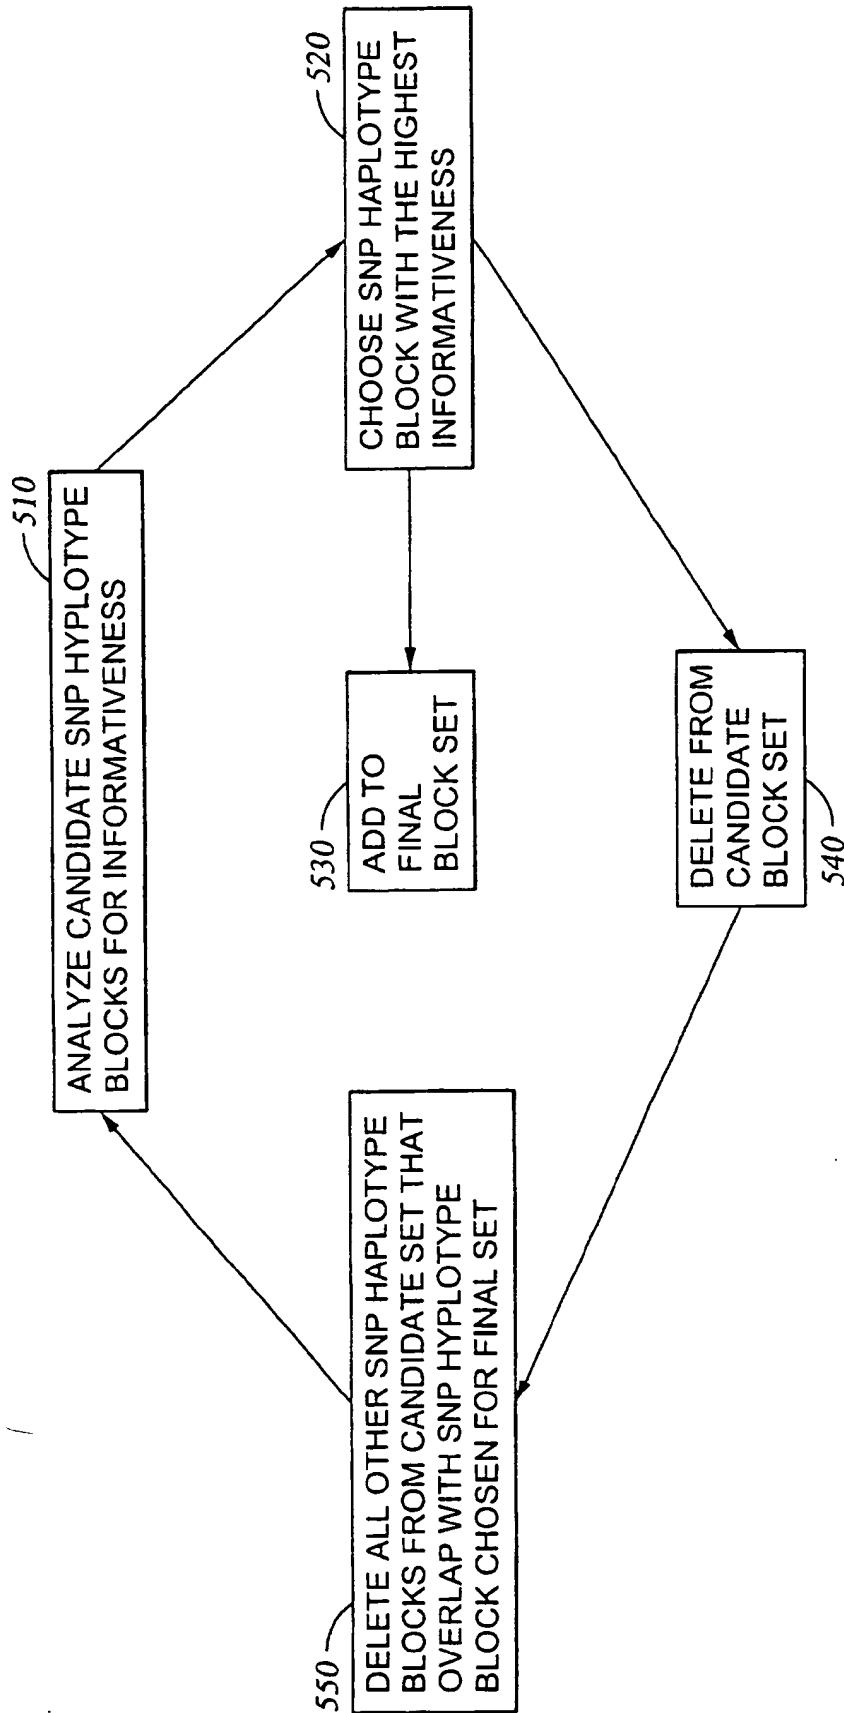 510
ANALYZE CANDIDATE SNP HYPLOTYPE
BLOCKS FOR INFORMATIVENESS
520
CHOOSE SNP HAPLOTYPE
BLOCK WITH THE HIGHEST
INFORMATIVENESS
530
ADD TO
FINAL
BLOCK SET
DELETE FROM
CANDIDATE
BLOCK SET
540
550
DELETE ALL OTHER SNP HAPLOTYPE
BLOCKS FROM CANDIDATE SET THAT
OVERLAP WITH SNP HYPLOTYPE
BLOCK CHOSEN FOR FINAL SET